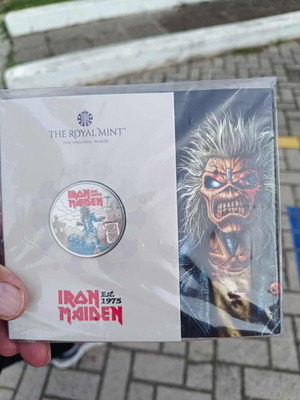 THE ROYAL MINT®
THE ORIGINAL MAKER
IRON
MAIDEN
IRON Est.
MAIDEN 1975